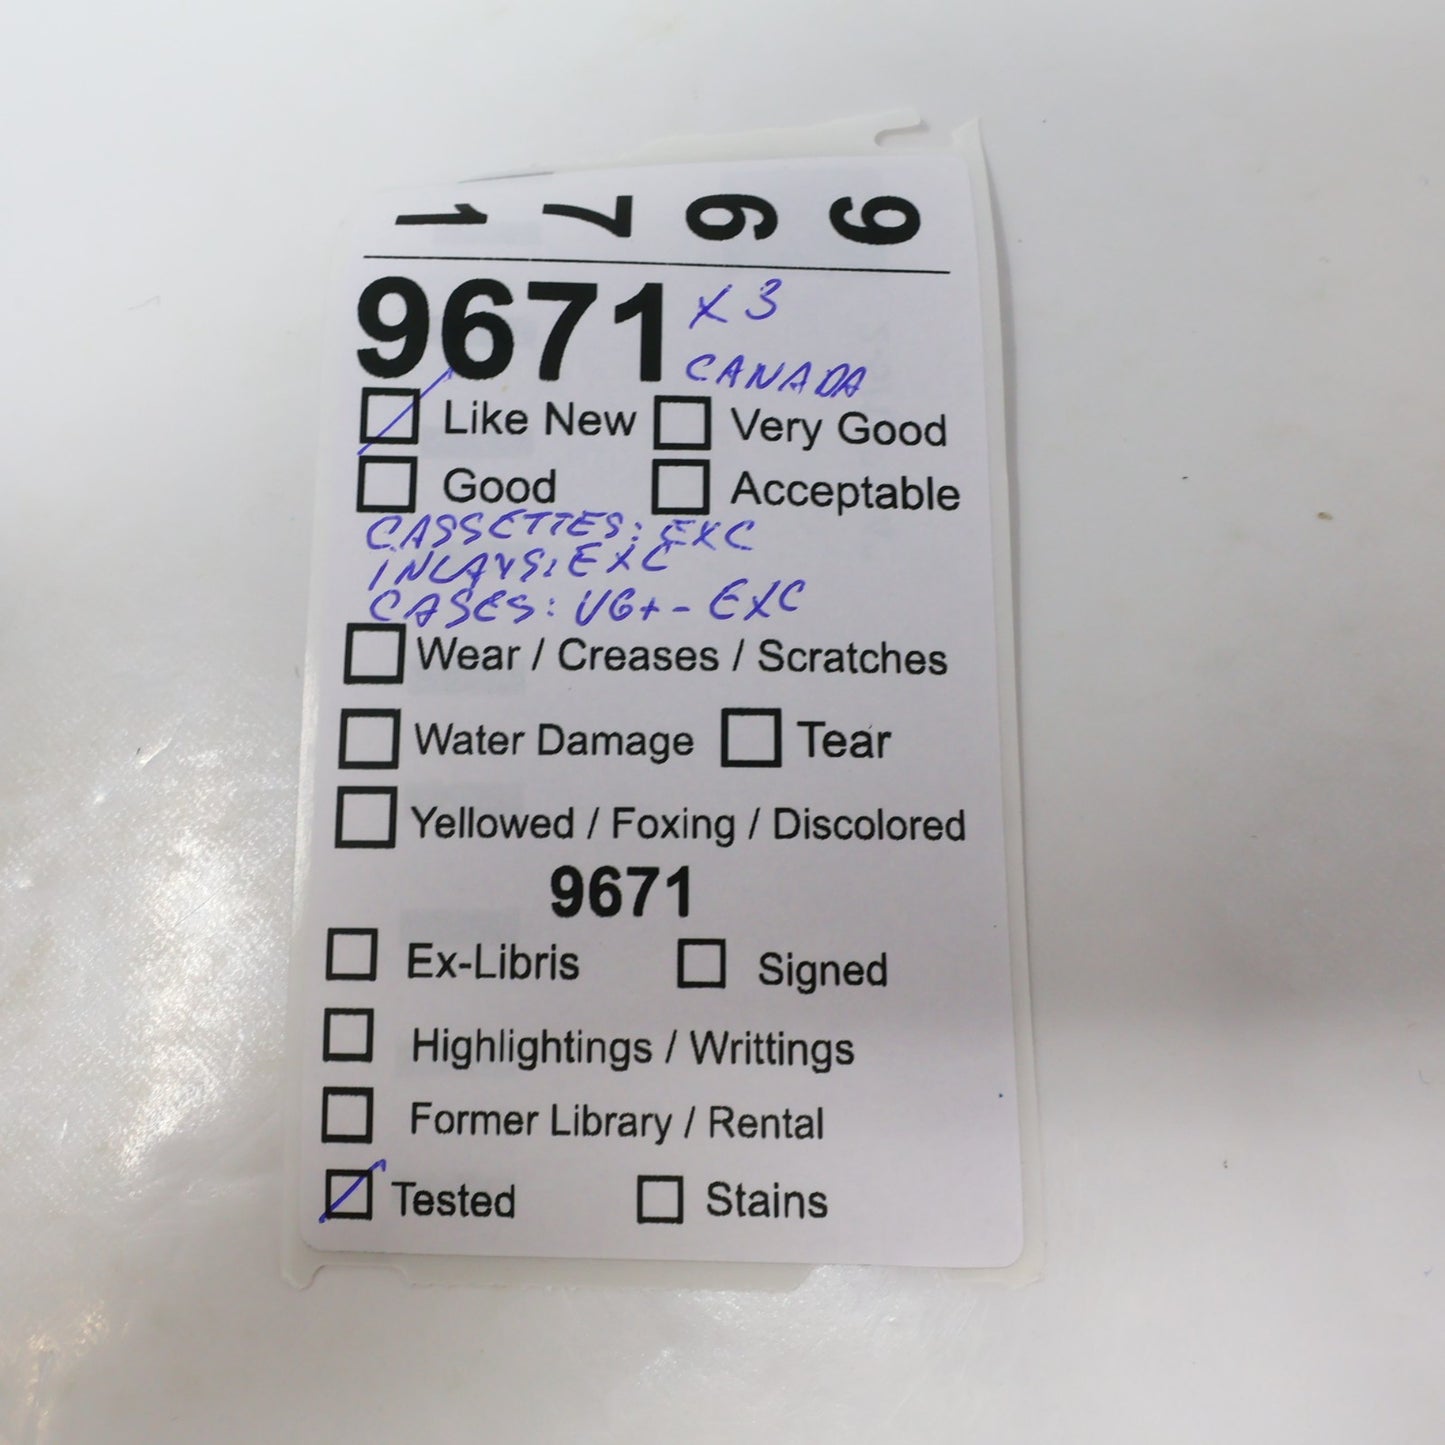 9671
9671 X3
CANADA
Like New Very Good
Good Acceptable
CASSETTES: EXC
INLAYS: EXC
CASES: VG+ - EXC
Wear / Creases / Scratches
Water Damage Tear
Yellowed / Foxing / Discolored
9671
Ex-Libris Signed
Highlightings / Writtings
Former Library / Rental
Tested Stains